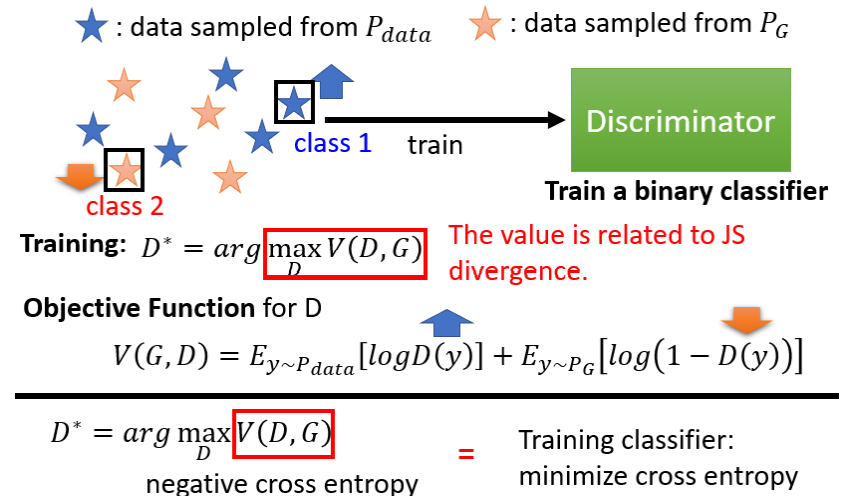 : data sampled from $P_{data}$ : data sampled from $P_G$
class 1
train
Discriminator
Train a binary classifier
class 2
Training: $D^* = arg \max_D V(D, G)$
The value is related to JS
divergence.
Objective Function for D
$V(G, D) = E_{y \sim P_{data}}[logD(y)] + E_{y \sim P_G}[log(1 - D(y))]$
$D^* = arg \max_D V(D, G)$
negative cross entropy
=
Training classifier:
minimize cross entropy